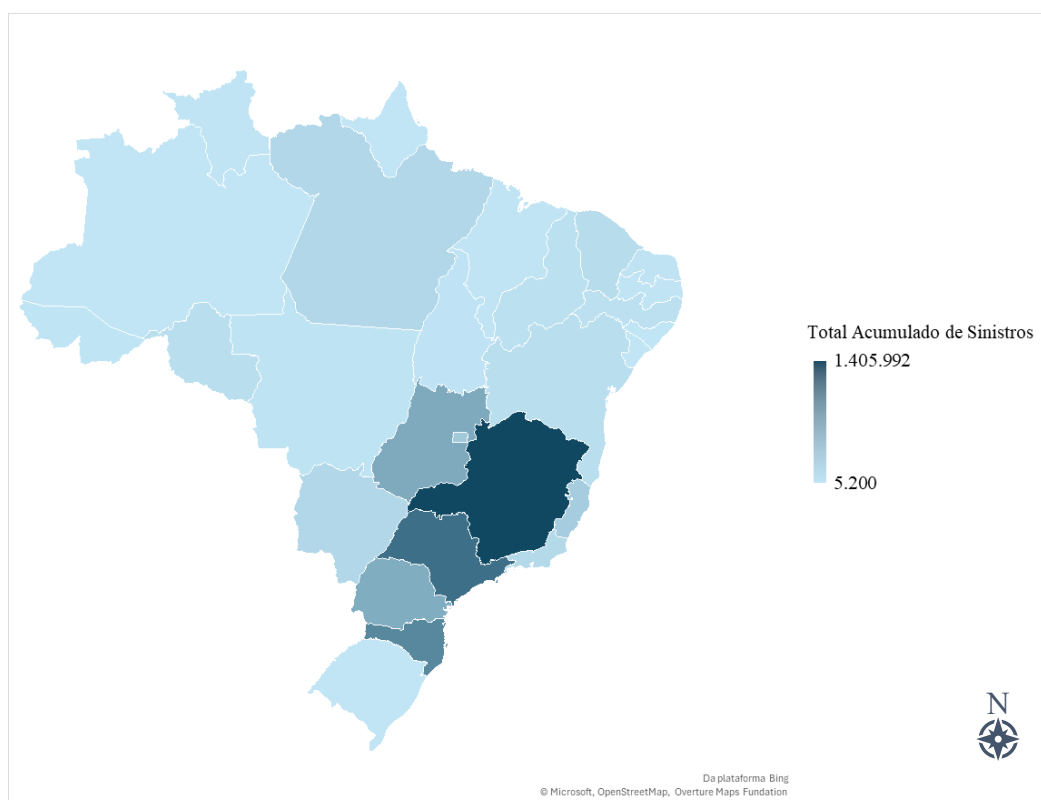 Total Acumulado de Sinistros
1.405.992
5.200
N
Da plataforma Bing
© Microsoft, OpenStreetMap, Overture Maps Fundation